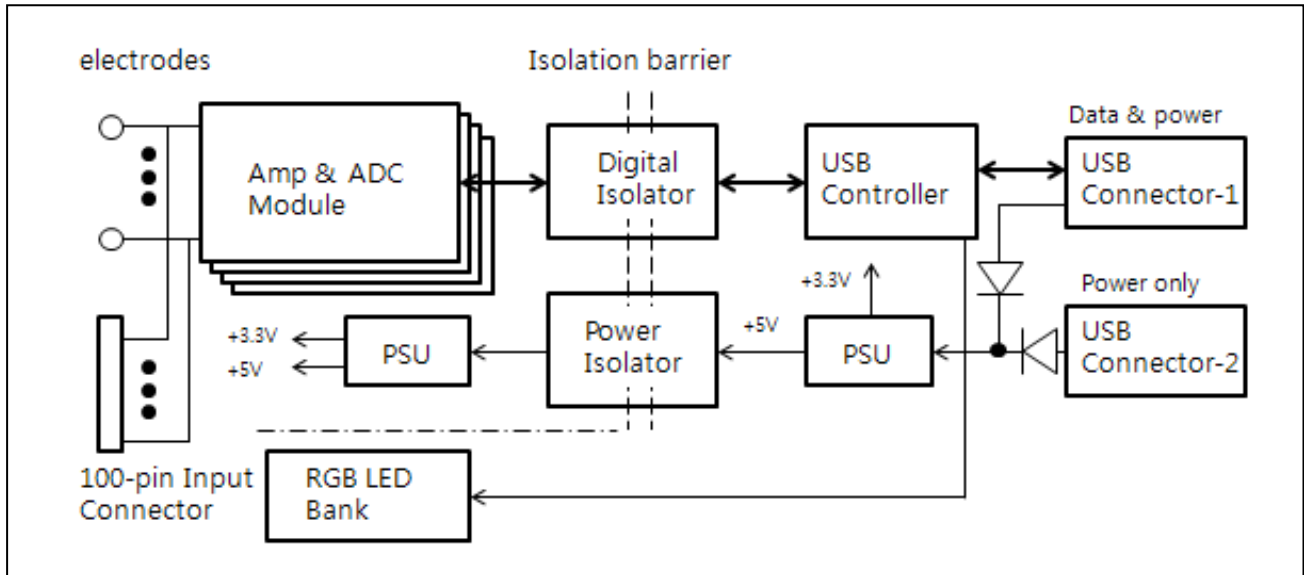 electrodes
Isolation barrier
Data & power
Amp & ADC
Module
Digital
Isolator
USB
Controller
USB
Connector-1
+3.3V
Power only
+3.3V
+5V
PSU
Power
Isolator
+5V
PSU
USB
Connector-2
100-pin Input
Connector
RGB LED
Bank